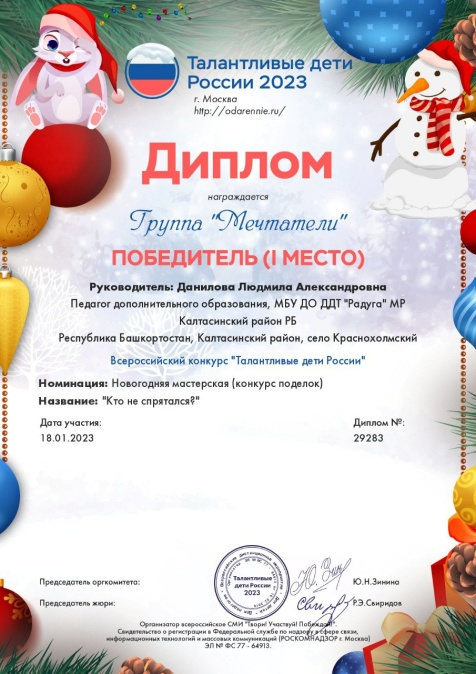 Талантливые дети
России 2023
г. Москва
http://odarennie.ru/
Диплом
награждается
Группа "Мечтатели"
ПОБЕДИТЕЛЬ (I МЕСТО)
Руководитель: Данилова Людмила Александровна
Педагог дополнительного образования, МБУ ДО ДДТ "Радуга" МР
Калтасинский район РБ
Республика Башкортостан, Калтасинский район, село Краснохолмский
Всероссийский конкурс "Талантливые дети России"
Номинация: Новогодняя мастерская (конкурс поделок)
Название: "Кто не спрятался?"
Дата участия:
18.01.2023
Диплом №:
29283
Талантливые
дети России
2023
Председатель оргкомитета:
Ю.Н.Зинина
Председатель жюри:
Р.Э.Свиридов
Организатор всероссийское СМИ "Твори! Участвуй! Побеждай!".
Свидетельство о регистрации в Федеральной службе по надзору в сфере связи,
информационных технологий и массовых коммуникаций (РОСКОМНАДЗОР г. Москва)
ЭЛ № ФС 77 - 64913.